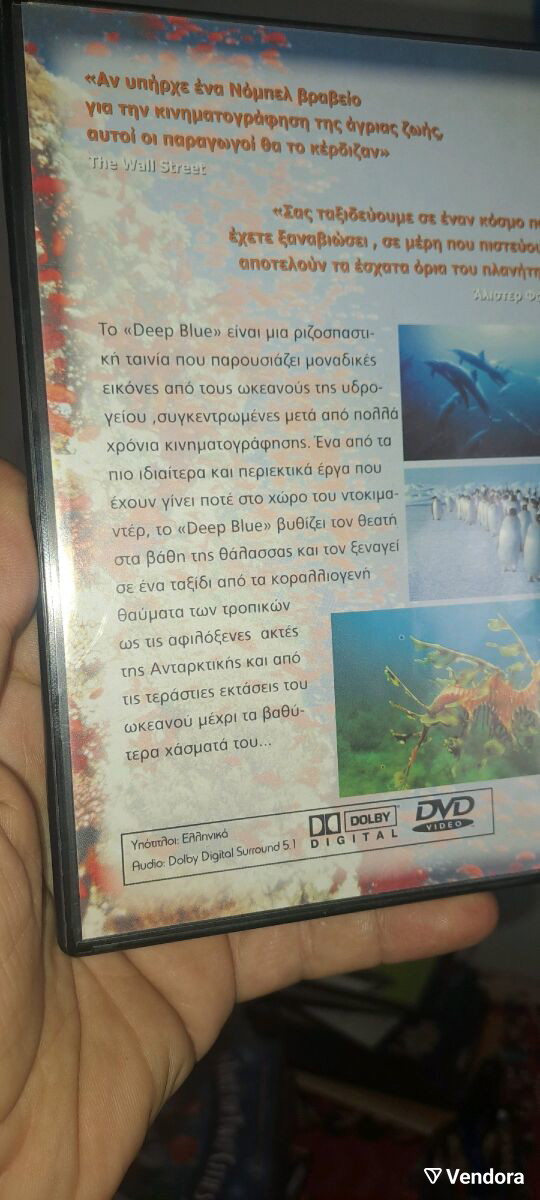 «Αν υπήρχε ένα Νόμπελ βραβείο
για την κινηματογράφηση της άγριας ζωής,
αυτοί οι παραγωγοί θα το κέρδιζαν»
The Wall Street
«Σας ταξιδεύουμε σε έναν κόσμο
έχετε ξαναβιώσει , σε μέρη που
αποτελούν τα έσχατα όρια του
Άλιστερ
Το «Deep Blue» είναι μια ριζοσπαστι-
κή ταινία που παρουσιάζει μοναδικές
εικόνες από τους ωκεανούς της υδρο-
γείου ,συγκεντρωμένες μετά από πολλά
χρόνια κινηματογράφησης. Ένα από τα
πιο ιδιαίτερα και περιεκτικά έργα που
έχουν γίνει ποτέ στο χώρο του ντοκιμα-
ντέρ, το «Deep Blue» βυθίζει τον θεατή
στα βάθη της θάλασσας και τον ξεναγεί
σε ένα ταξίδι από τα κοραλλιογενή
θαύματα των τροπικών
ως τις αφιλόξενες ακτές
της Ανταρκτικής και από
τις τεράστιες εκτάσεις του
ωκεανού μέχρι τα βαθύ-
τερα χάσματά του...
Υπότιτλοι: Ελληνικά
Audio: Dolby Digital Surround 5.1
DOLBY
DIGITAL
DVD
VIDEO
Vendora